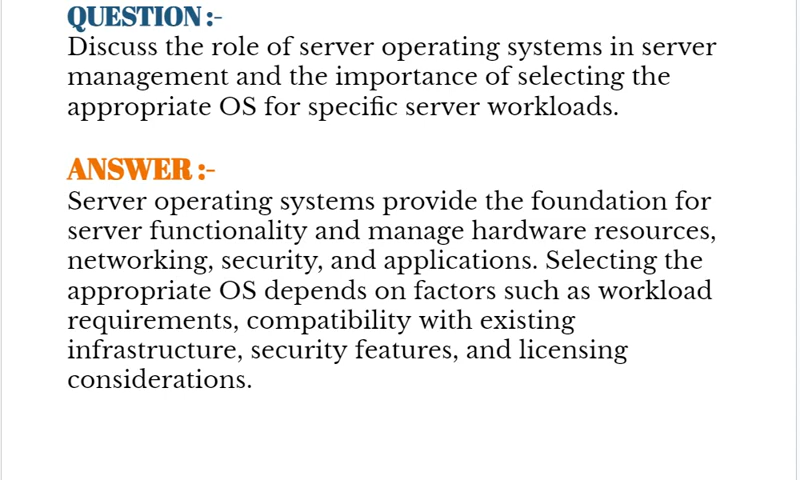 QUESTION :-
Discuss the role of server operating systems in server
management and the importance of selecting the
appropriate OS for specific server workloads.
ANSWER :-
Server operating systems provide the foundation for
server functionality and manage hardware resources,
networking, security, and applications. Selecting the
appropriate OS depends on factors such as workload
requirements, compatibility with existing
infrastructure, security features, and licensing
considerations.